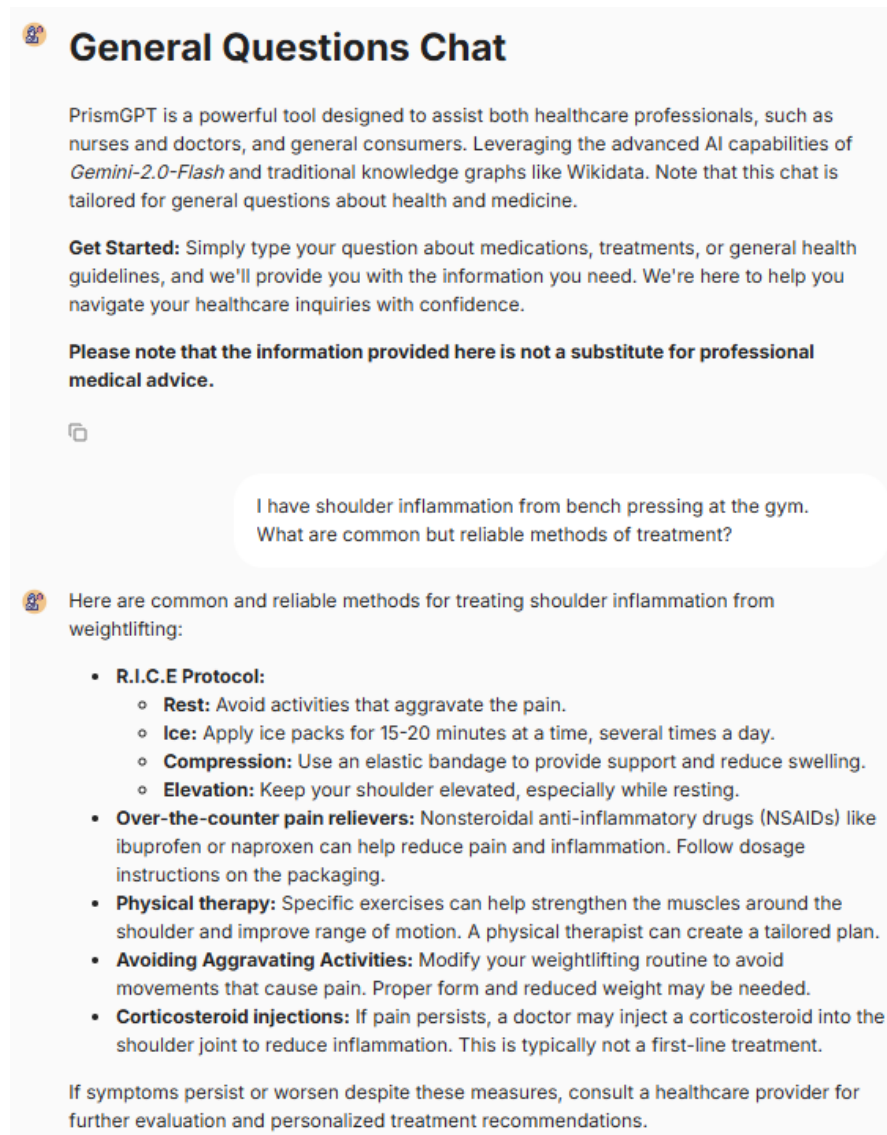 General Questions Chat
PrismGPT is a powerful tool designed to assist both healthcare professionals, such as
nurses and doctors, and general consumers. Leveraging the advanced AI capabilities of
Gemini-2.0-Flash and traditional knowledge graphs like Wikidata. Note that this chat is
tailored for general questions about health and medicine.
Get Started: Simply type your question about medications, treatments, or general health
guidelines, and we'll provide you with the information you need. We're here to help you
navigate your healthcare inquiries with confidence.
Please note that the information provided here is not a substitute for professional
medical advice.
I have shoulder inflammation from bench pressing at the gym.
What are common but reliable methods of treatment?
Here are common and reliable methods for treating shoulder inflammation from
weightlifting:
• R.I.C.E Protocol:
◦ Rest: Avoid activities that aggravate the pain.
◦ Ice: Apply ice packs for 15-20 minutes at a time, several times a day.
◦ Compression: Use an elastic bandage to provide support and reduce swelling.
◦ Elevation: Keep your shoulder elevated, especially while resting.
• Over-the-counter pain relievers: Nonsteroidal anti-inflammatory drugs (NSAIDs) like
ibuprofen or naproxen can help reduce pain and inflammation. Follow dosage
instructions on the packaging.
• Physical therapy: Specific exercises can help strengthen the muscles around the
shoulder and improve range of motion. A physical therapist can create a tailored plan.
• Avoiding Aggravating Activities: Modify your weightlifting routine to avoid
movements that cause pain. Proper form and reduced weight may be needed.
• Corticosteroid injections: If pain persists, a doctor may inject a corticosteroid into the
shoulder joint to reduce inflammation. This is typically not a first-line treatment.
If symptoms persist or worsen despite these measures, consult a healthcare provider for
further evaluation and personalized treatment recommendations.